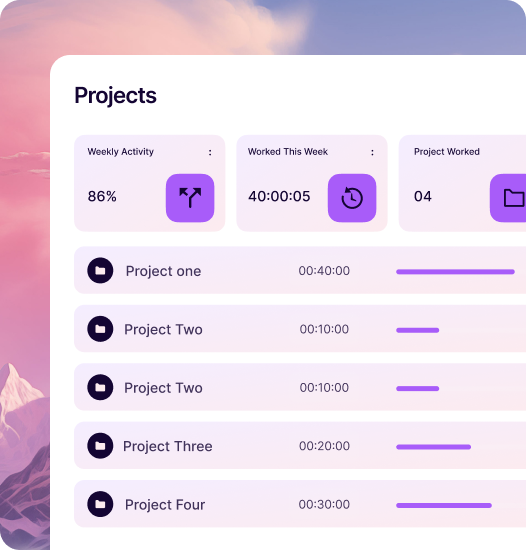 Projects
Weekly Activity
86%
Worked This Week
40:00:05
Project Worked
04
Project one 00:40:00
Project Two 00:10:00
Project Two 00:10:00
Project Three 00:20:00
Project Four 00:30:00